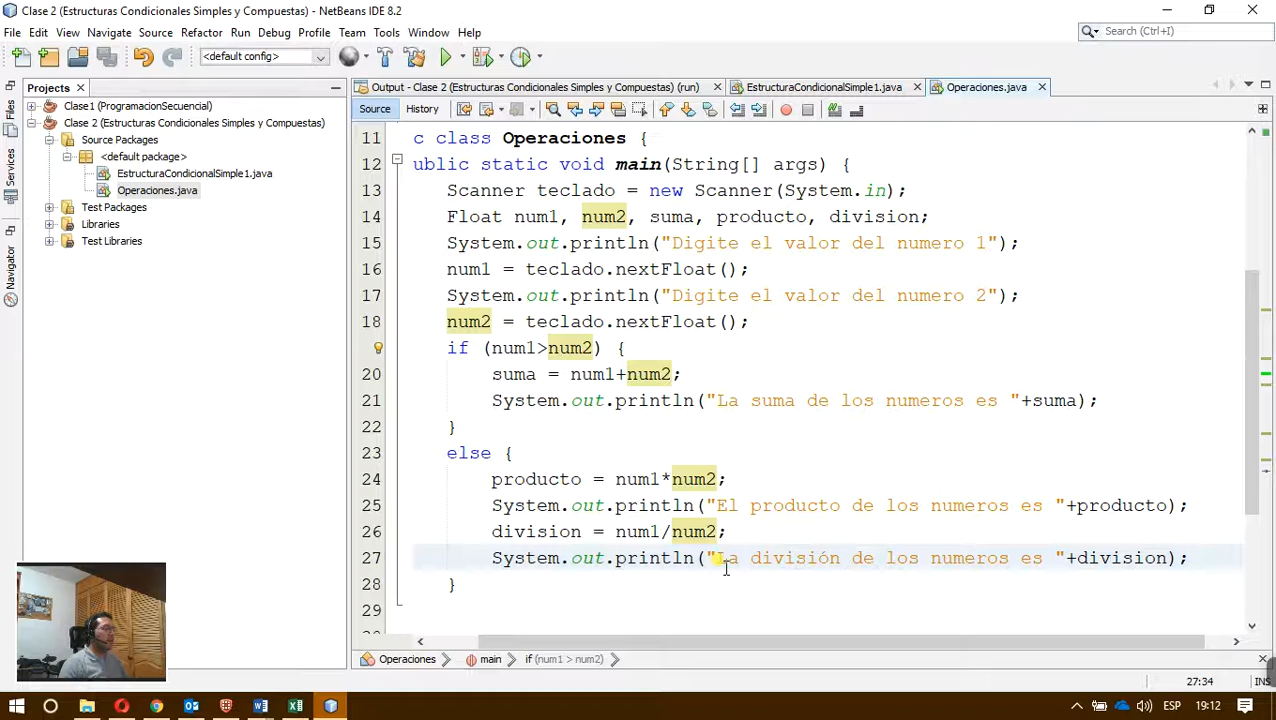 Clase 2 (Estructuras Condicionales Simples y Compuestas) - NetBeans IDE 8.2
File Edit View Navigate Source Refactor Run Debug Profile Team Tools Window Help
Search (Ctrl+I)
<default config>
Projects
Output - Clase 2 (Estructuras Condicionales Simples y Compuestas) (run)
EstructuraCondicionalSimple1.java
Operaciones.java
Files
Services
Navigator
Clase1 (ProgramacionSecuencial)
Clase 2 (Estructuras Condicionales Simples y Compuestas)
Source Packages
<default package>
EstructuraCondicionalSimple1.java
Operaciones.java
Test Packages
Libraries
Test Libraries
Source History
11 c class Operaciones {
12 ublic static void main(String[] args) {
13 Scanner teclado = new Scanner(System.in);
14 Float num1, num2, suma, producto, division;
15 System.out.println("Digite el valor del numero 1");
16 num1 = teclado.nextFloat();
17 System.out.println("Digite el valor del numero 2");
18 num2 = teclado.nextFloat();
if (num1>num2) {
20 suma = num1+num2;
21 System.out.println("La suma de los numeros es "+suma);
22 }
23 else {
24 producto = num1*num2;
25 System.out.println("El producto de los numeros es "+producto);
26 division = num1/num2;
27 System.out.println("La división de los numeros es "+division);
28 }
29
Operaciones main if (num1 > num2)
27:34 INS
ESP 19:12